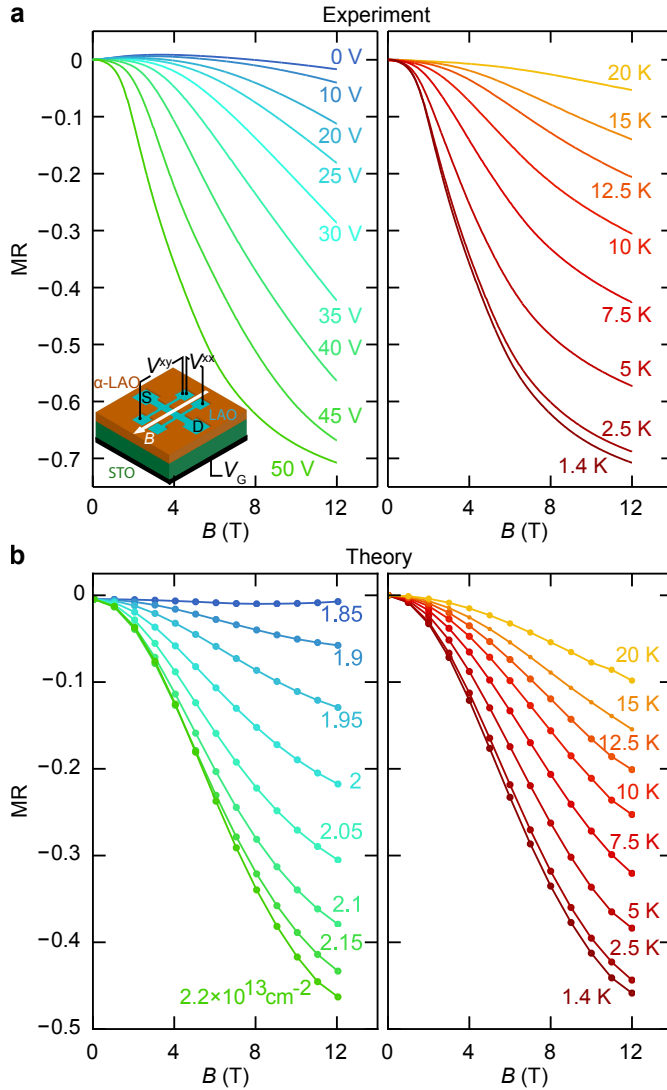 a
Experiment
0
−0.1
−0.2
−0.3
−0.4
−0.5
−0.6
−0.7
MR
0 V
10 V
20 V
25 V
30 V
35 V
40 V
45 V
50 V
Vxy
Vxx
α-LAO
S
LAO
B
D
STO
VG
0
4
8
12
B (T)
20 K
15 K
12.5 K
10 K
7.5 K
5 K
2.5 K
1.4 K
0
4
8
12
B (T)
b
Theory
0
−0.1
−0.2
−0.3
−0.4
−0.5
MR
1.85
1.9
1.95
2
2.05
2.1
2.15
2.2×10^13cm^-2
0
4
8
12
B (T)
20 K
15 K
12.5 K
10 K
7.5 K
5 K
2.5 K
1.4 K
0
4
8
12
B (T)